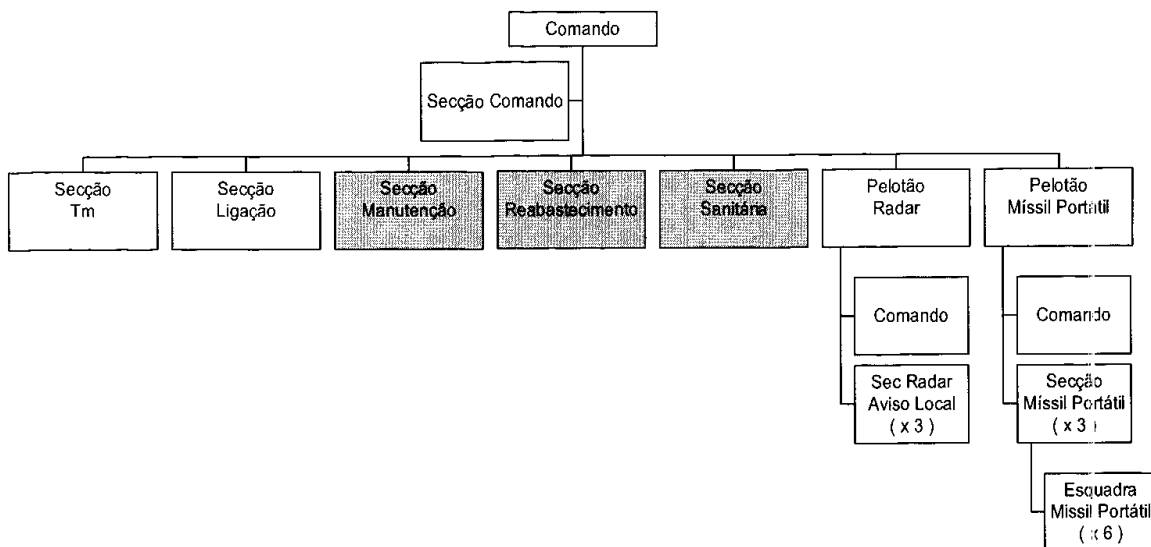 Comando
Secção Comando
Secção
Tm
Secção
Ligação
Secção
Manutenção
Secção
Reabastecimento
Secção
Sanitária
Pelotão
Radar
Pelotão
Míssil Portátil
Comando
Comando
Sec Radar
Aviso Local
( x 3 )
Secção
Míssil Portátil
( x 3 )
Esquadra
Míssil Portátil
( x 6 )